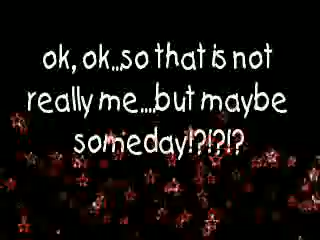 ok, ok...so that is not
really me....but maybe
someday!?!?!?